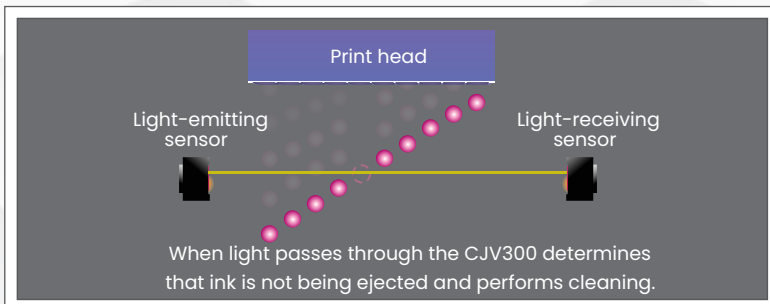 Print head
Light-emitting
sensor
Light-receiving
sensor
When light passes through the CJV300 determines
that ink is not being ejected and performs cleaning.